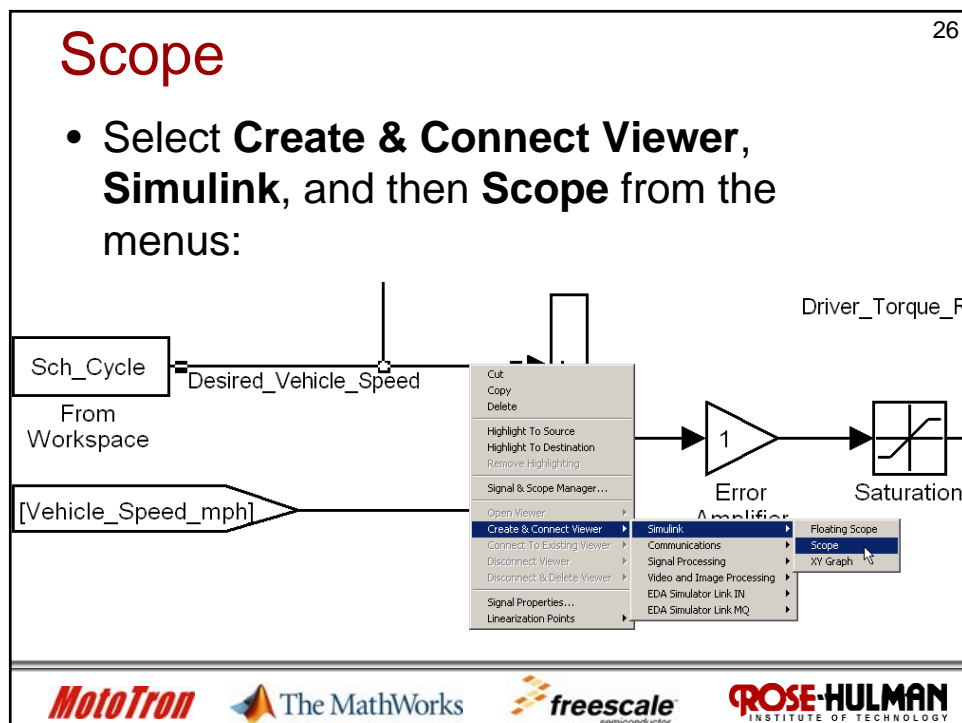 26
Scope
• Select Create & Connect Viewer,
Simulink, and then Scope from the
menus:
Driver_Torque_R
Sch_Cycle
Desired_Vehicle_Speed
From
Workspace
[Vehicle_Speed_mph]
1
Error
Amplifier
Saturation
Cut
Copy
Delete
Highlight To Source
Highlight To Destination
Remove Highlighting
Signal & Scope Manager...
Open Viewer
Create & Connect Viewer
Connect To Existing Viewer
Disconnect Viewer
Disconnect & Delete Viewer
Signal Properties...
Linearization Points
Simulink
Communications
Signal Processing
Video and Image Processing
EDA Simulator Link IN
EDA Simulator Link MQ
Floating Scope
Scope
XY Graph
MotoTron
The MathWorks
freescale
semiconductor
ROSE-HULMAN
INSTITUTE OF TECHNOLOGY